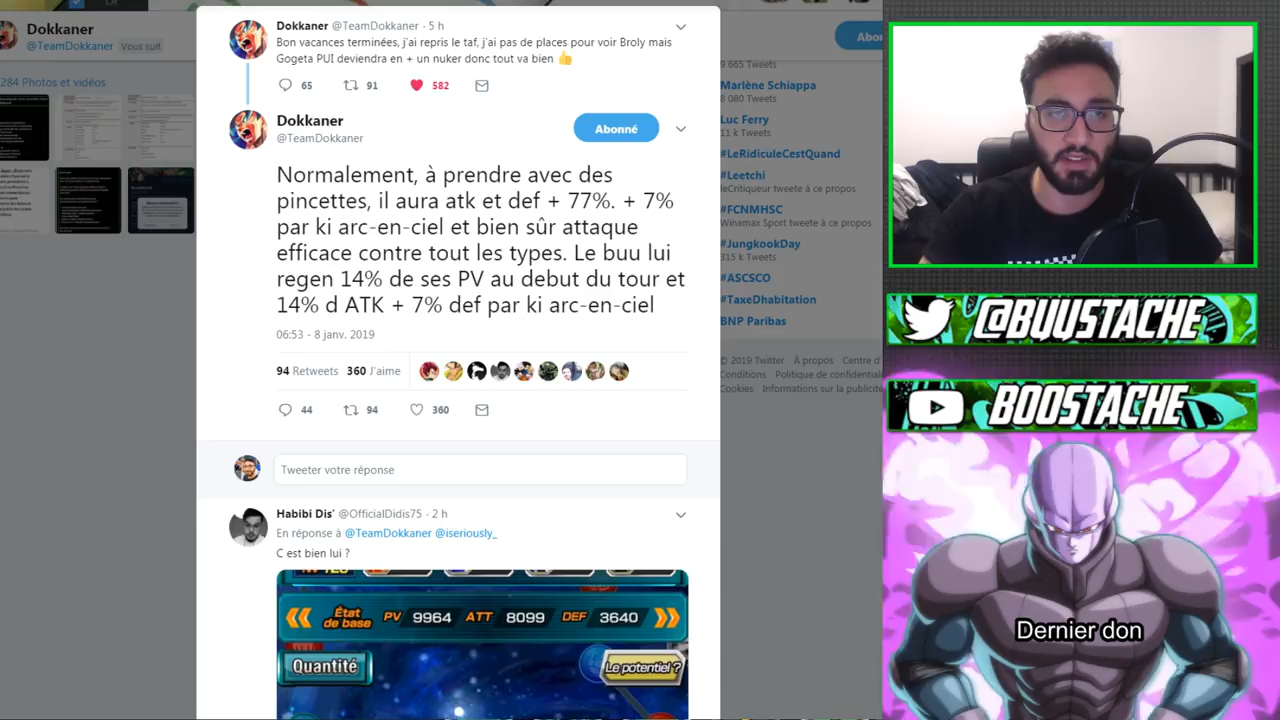 Dokkaner
@TeamDokkaner Vous suit
284 Photos et vidéos
Dokkaner @TeamDokkaner · 5 h
Bon vacances terminées, j'ai repris le taf, j'ai pas de places pour voir Broly mais
Gogeta PUI deviendra en + un nuker donc tout va bien 👍
65 91 582
Dokkaner
@TeamDokkaner
Abonné
Normalement, à prendre avec des
pincettes, il aura atk et def + 77%. + 7%
par ki arc-en-ciel et bien sûr attaque
efficace contre tout les types. Le buu lui
regen 14% de ses PV au debut du tour et
14% d ATK + 7% def par ki arc-en-ciel
06:53 - 8 janv. 2019
94 Retweets 360 J'aime
44 94 360
Tweeter votre réponse
Habibi Dis' @OfficialDidis75 · 2 h
En réponse à @TeamDokkaner @iseriously_
C est bien lui ?
État
de base PV 9964 ATT 8099 DEF 3640
Quantité
Le potentiel ?
9 665 Tweets
Marlène Schiappa
8 080 Tweets
Luc Ferry
11 k Tweets
#LeRidiculeCestQuand
#Leetchi
leCritiqueur tweete à ce propos
#FCNMHSC
Winamax Sport tweete à ce propos
#JungkookDay
315 k Tweets
#ASCSCO
#TaxeDhabitation
BNP Paribas
© 2019 Twitter À propos Centre d
Conditions Politique de confidential
Cookies Informations sur la publicité
@BUUSTACHE
BOOSTACHE
Dernier don